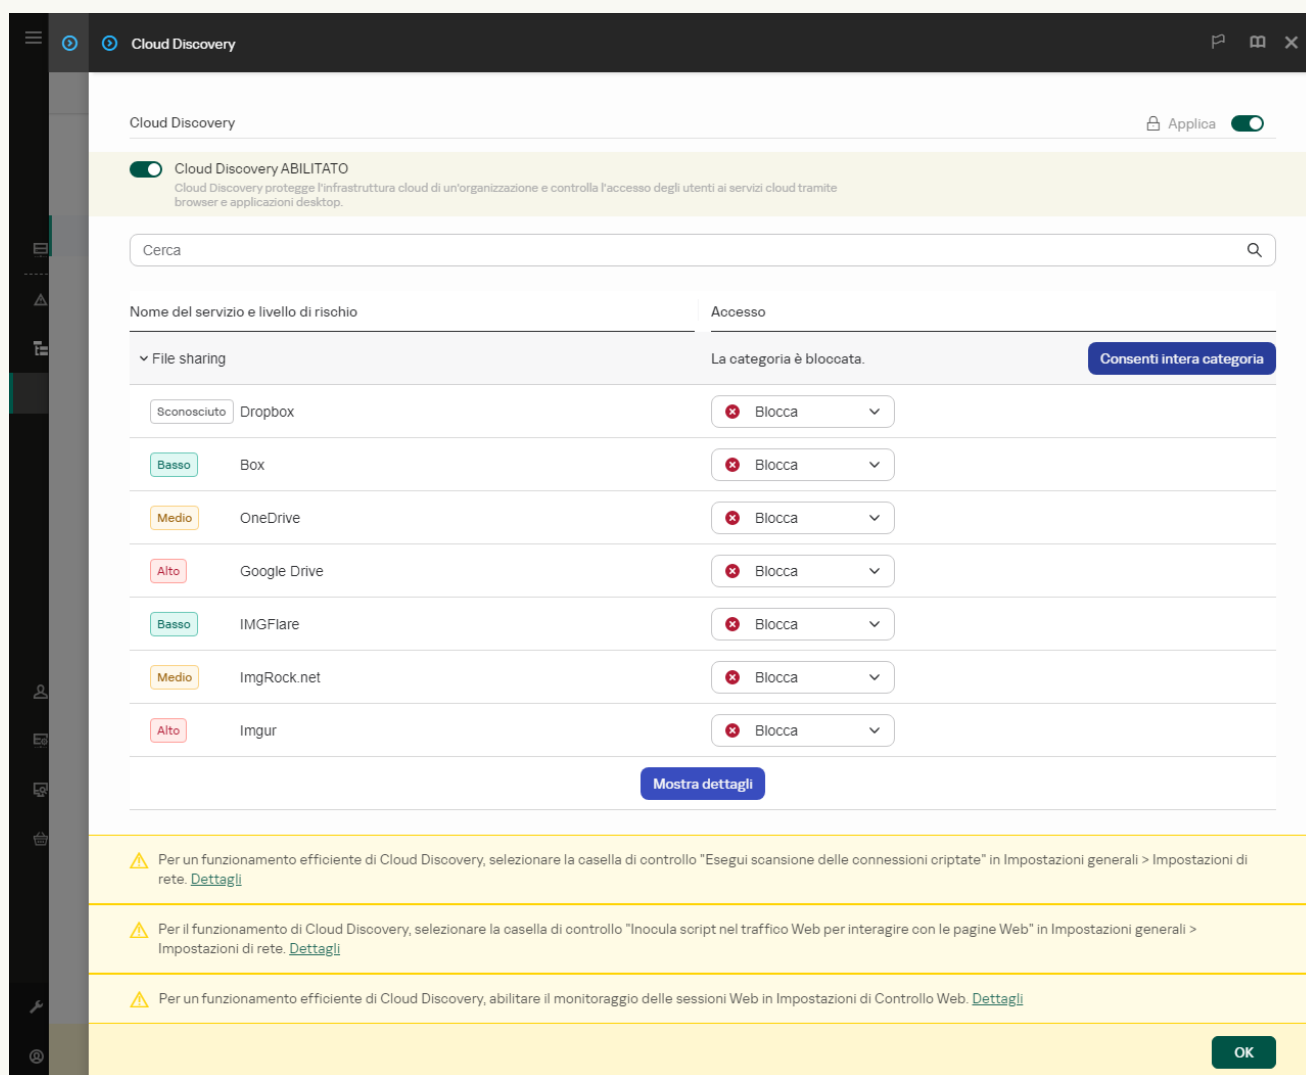 Cloud Discovery
Cloud Discovery
Applica
Cloud Discovery ABILITATO
Cloud Discovery protegge l'infrastruttura cloud di un'organizzazione e controlla l'accesso degli utenti ai servizi cloud tramite
browser e applicazioni desktop.
Cerca
Nome del servizio e livello di rischio
Accesso
File sharing
La categoria è bloccata.
Consenti intera categoria
Sconosciuto Dropbox Blocca
Basso Box Blocca
Medio OneDrive Blocca
Alto Google Drive Blocca
Basso IMGFlare Blocca
Medio ImgRock.net Blocca
Alto Imgur Blocca
Mostra dettagli
Per un funzionamento efficiente di Cloud Discovery, selezionare la casella di controllo "Esegui scansione delle connessioni criptate" in Impostazioni generali > Impostazioni di
rete. Dettagli
Per il funzionamento di Cloud Discovery, selezionare la casella di controllo "Inocula script nel traffico Web per interagire con le pagine Web" in Impostazioni generali >
Impostazioni di rete. Dettagli
Per un funzionamento efficiente di Cloud Discovery, abilitare il monitoraggio delle sessioni Web in Impostazioni di Controllo Web. Dettagli
OK